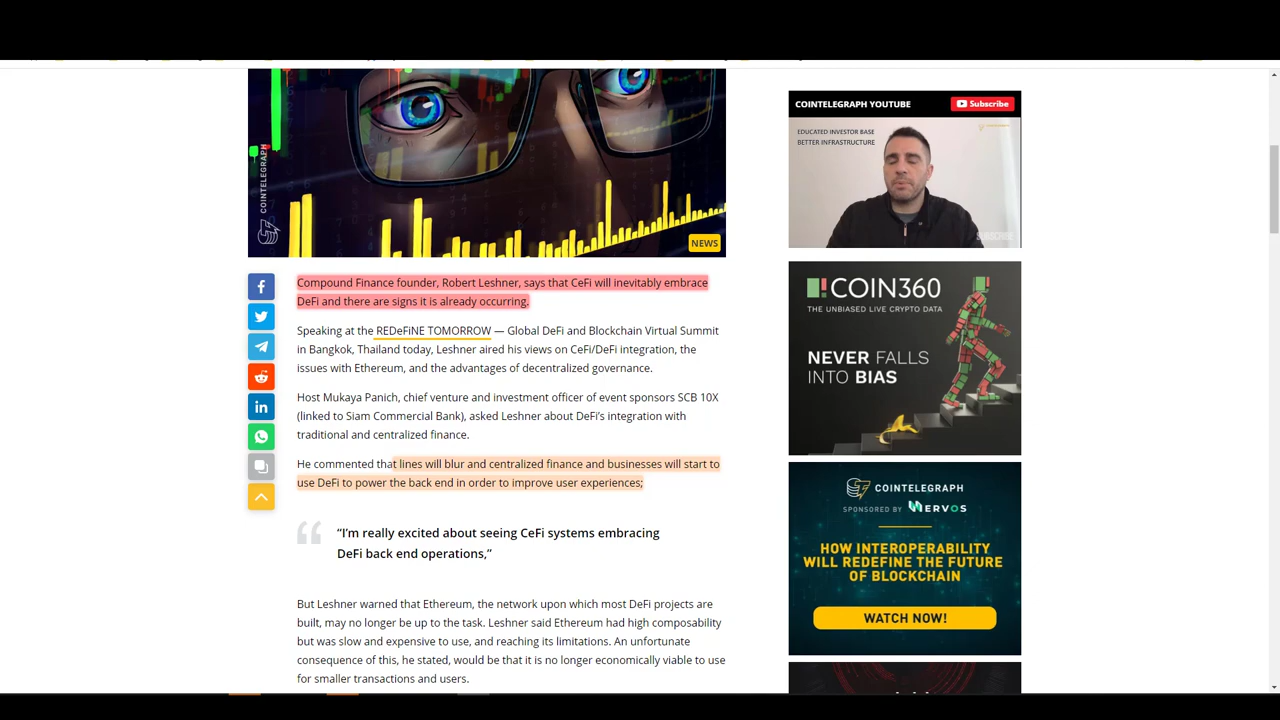 COINTELEGRAPH
NEWS
Compound Finance founder, Robert Leshner, says that CeFi will inevitably embrace
DeFi and there are signs it is already occurring.
Speaking at the REDeFiNE TOMORROW — Global DeFi and Blockchain Virtual Summit
in Bangkok, Thailand today, Leshner aired his views on CeFi/DeFi integration, the
issues with Ethereum, and the advantages of decentralized governance.
Host Mukaya Panich, chief venture and investment officer of event sponsors SCB 10X
(linked to Siam Commercial Bank), asked Leshner about DeFi's integration with
traditional and centralized finance.
He commented that lines will blur and centralized finance and businesses will start to
use DeFi to power the back end in order to improve user experiences;
“I’m really excited about seeing CeFi systems embracing
DeFi back end operations,”
But Leshner warned that Ethereum, the network upon which most DeFi projects are
built, may no longer be up to the task. Leshner said Ethereum had high composability
but was slow and expensive to use, and reaching its limitations. An unfortunate
consequence of this, he stated, would be that it is no longer economically viable to use
for smaller transactions and users.
COINTELEGRAPH YOUTUBE
Subscribe
EDUCATED INVESTOR BASE
BETTER INFRASTRUCTURE
SUBSCRIBE
COIN360
THE UNBIASED LIVE CRYPTO DATA
NEVER FALLS
INTO BIAS
COINTELEGRAPH
SPONSORED BY NERVOS
HOW INTEROPERABILITY
WILL REDEFINE THE FUTURE
OF BLOCKCHAIN
WATCH NOW!